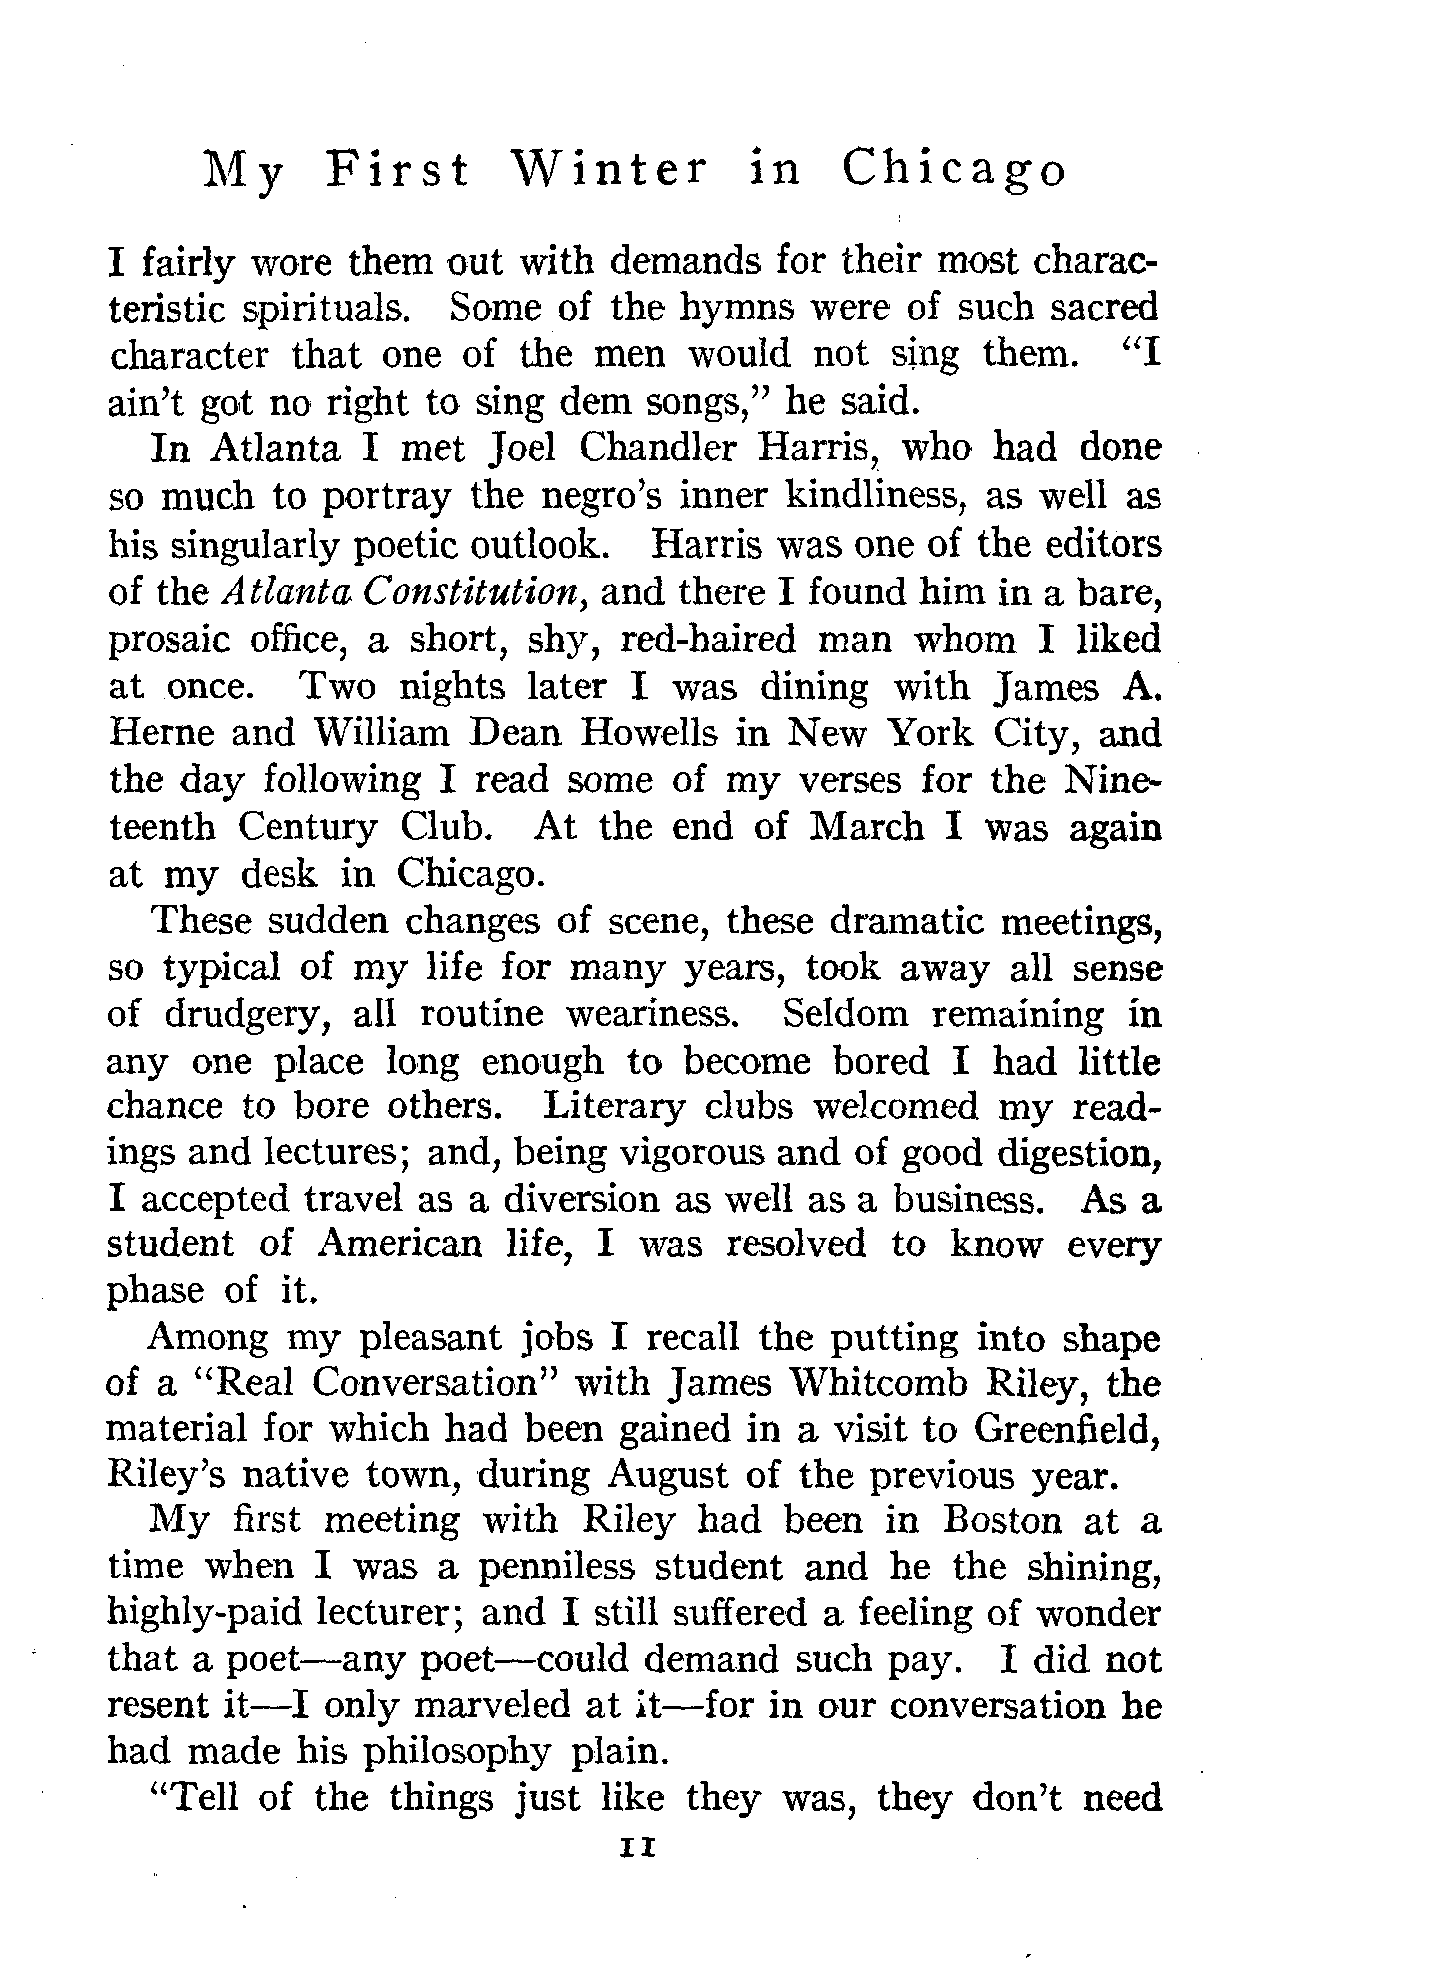 My First Winter in Chicago
I fairly wore them out with demands for their most charac-
teristic spirituals. Some of the hymns were of such sacred
character that one of the men would not sing them. "I
ain't got no right to sing dem songs," he said.
In Atlanta I met Joel Chandler Harris, who had done
so much to portray the negro's inner kindliness, as well as
his singularly poetic outlook. Harris was one of the editors
of the Atlanta Constitution, and there I found him in a bare,
prosaic office, a short, shy, red-haired man whom I liked
at once. Two nights later I was dining with James A.
Herne and William Dean Howells in New York City, and
the day following I read some of my verses for the Nine-
teenth Century Club. At the end of March I was again
at my desk in Chicago.
These sudden changes of scene, these dramatic meetings,
so typical of my life for many years, took away all sense
of drudgery, all routine weariness. Seldom remaining in
any one place long enough to become bored I had little
chance to bore others. Literary clubs welcomed my read-
ings and lectures; and, being vigorous and of good digestion,
I accepted travel as a diversion as well as a business. As a
student of American life, I was resolved to know every
phase of it.
Among my pleasant jobs I recall the putting into shape
of a "Real Conversation" with James Whitcomb Riley, the
material for which had been gained in a visit to Greenfield,
Riley's native town, during August of the previous year.
My first meeting with Riley had been in Boston at a
time when I was a penniless student and he the shining,
highly-paid lecturer; and I still suffered a feeling of wonder
that a poet—any poet—could demand such pay. I did not
resent it—I only marveled at it—for in our conversation he
had made his philosophy plain.
"Tell of the things just like they was, they don't need
11